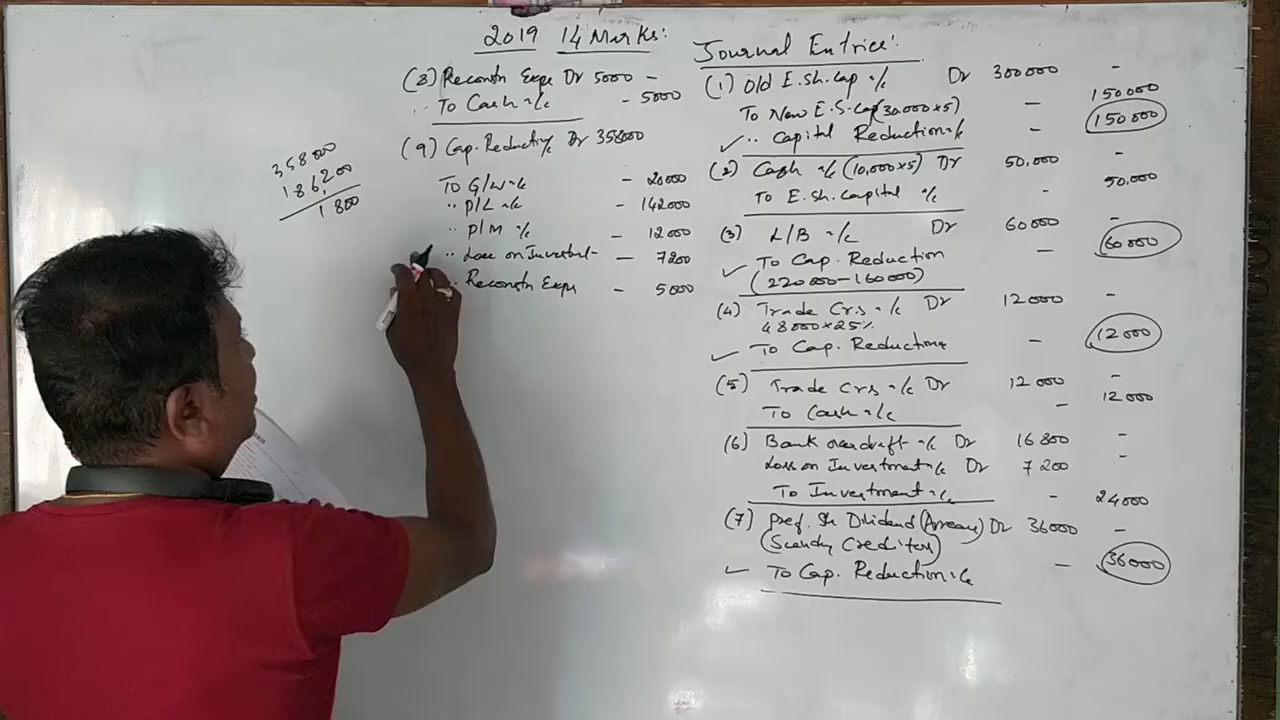 2019 14 Marks:
Journal Entries:
(1) Old E.sh.Cap a/c Dr 300000 -
To New E.S.Cap (30,000×5) - 150000
✓ ,, Capital Reduction a/c - 150000
(2) Cash a/c (10,000×5) Dr 50,000 -
To E.sh.Capital a/c - 50,000
(3) L/B a/c Dr 60000 -
✓ To Cap. Reduction - 60000
(220000-160000)
(4) Trade Crs a/c Dr 12000 -
48000×25%
✓ To Cap. Reduction - 12000
(5) Trade Crs a/c Dr 12000 -
To Cash a/c - 12000
(6) Bank overdraft a/c Dr 16800 -
Loss on Investment a/c Dr 7200 -
To Investment a/c - 24000
(7) Pref. Sh Dividend (Arrears) Dr 36000 -
(Sundry Creditors)
✓ To Cap. Reduction a/c - 36000
(8) Reconstn Expe Dr 5000 -
To Cash a/c - 5000
(9) Cap. Reducti a/c Dr 358000
To G/W a/c - 20000
,, P/L a/c - 142000
,, P/M a/c - 12000
,, Loss on Investment - 7200
Reconstn Expe - 5000
358000
186200
1 800